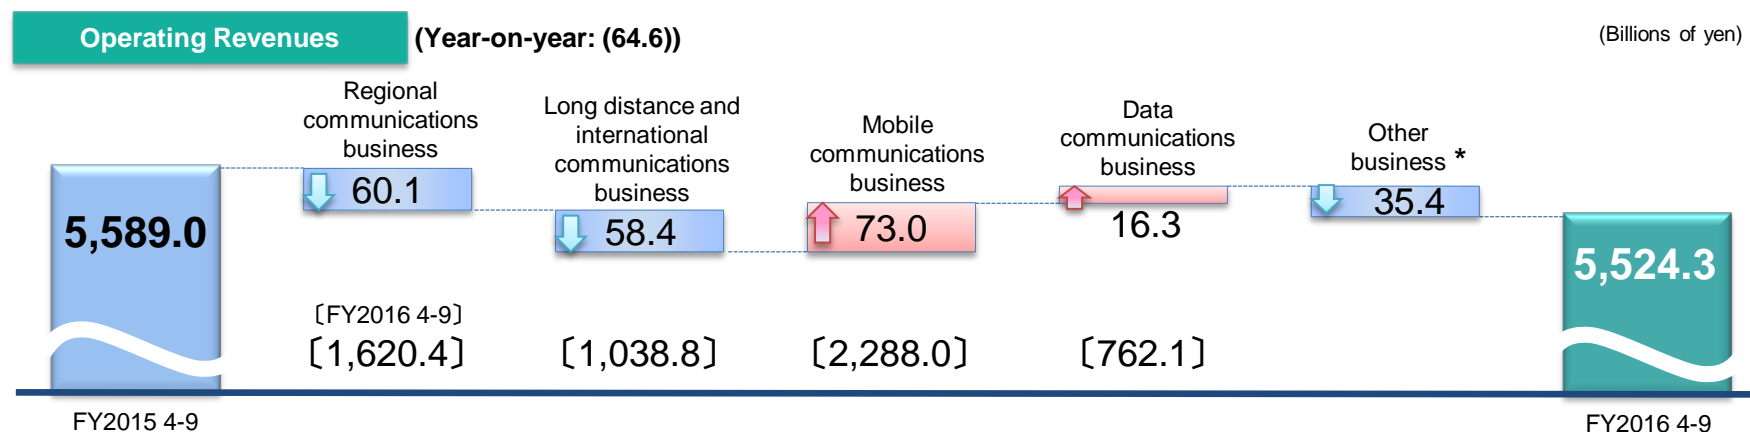 Operating Revenues
(Year-on-year: (64.6))
(Billions of yen)
Regional
communications
business
60.1
Long distance and
international
communications
business
58.4
Mobile
communications
business
73.0
Data
communications
business
16.3
Other
business *
35.4
5,589.0
5,524.3
〔FY2016 4-9〕
〔1,620.4〕
〔1,038.8〕
〔2,288.0〕
〔762.1〕
FY2015 4-9
FY2016 4-9